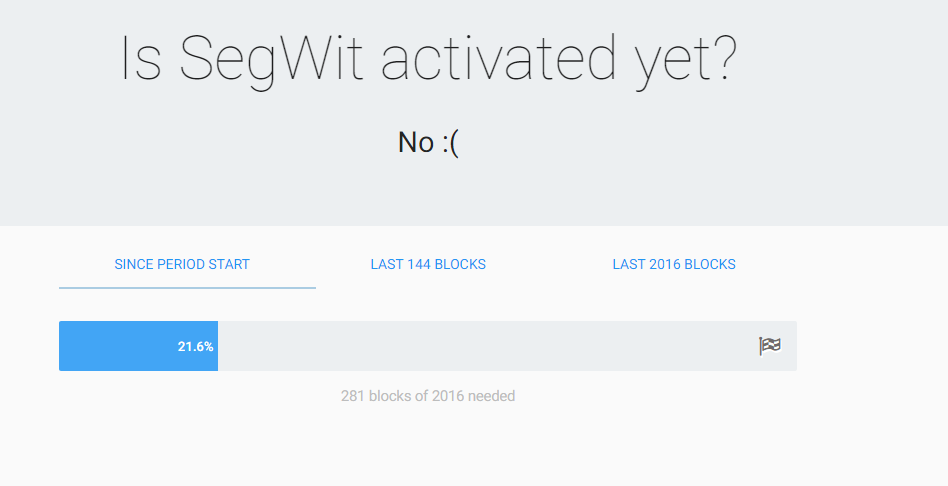 Is SegWit activated yet?
No :(
SINCE PERIOD START LAST 144 BLOCKS LAST 2016 BLOCKS
21.6%
281 blocks of 2016 needed